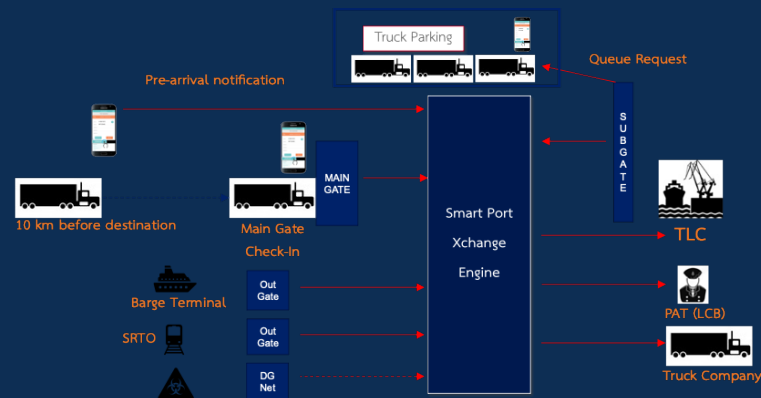 Truck Parking
Queue Request
Pre-arrival notification
SUBGATE
MAIN
GATE
10 km before destination
Main Gate
Check-In
Smart Port
Xchange
Engine
TLC
Barge Terminal
Out
Gate
PAT (LCB)
SRTO
Out
Gate
Truck Company
DG
Net